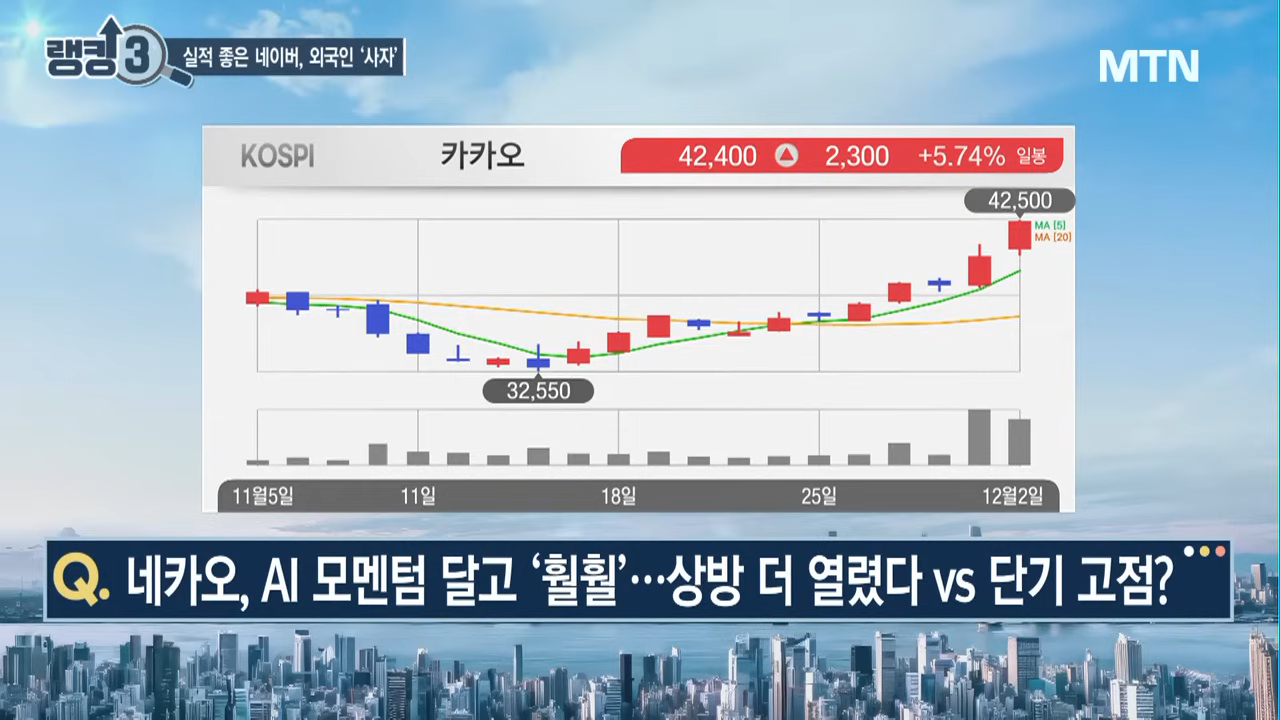 랭킹3
실적 좋은 네이버, 외국인 ‘사자’
MTN
KOSPI 카카오 42,400 2,300 +5.74% 일봉
42,500
MA [5]
MA [20]
32,550
11월5일 11일 18일 25일 12월2일
Q. 네카오, AI 모멘텀 달고 ‘훨훨’…상방 더 열렸다 vs 단기 고점?